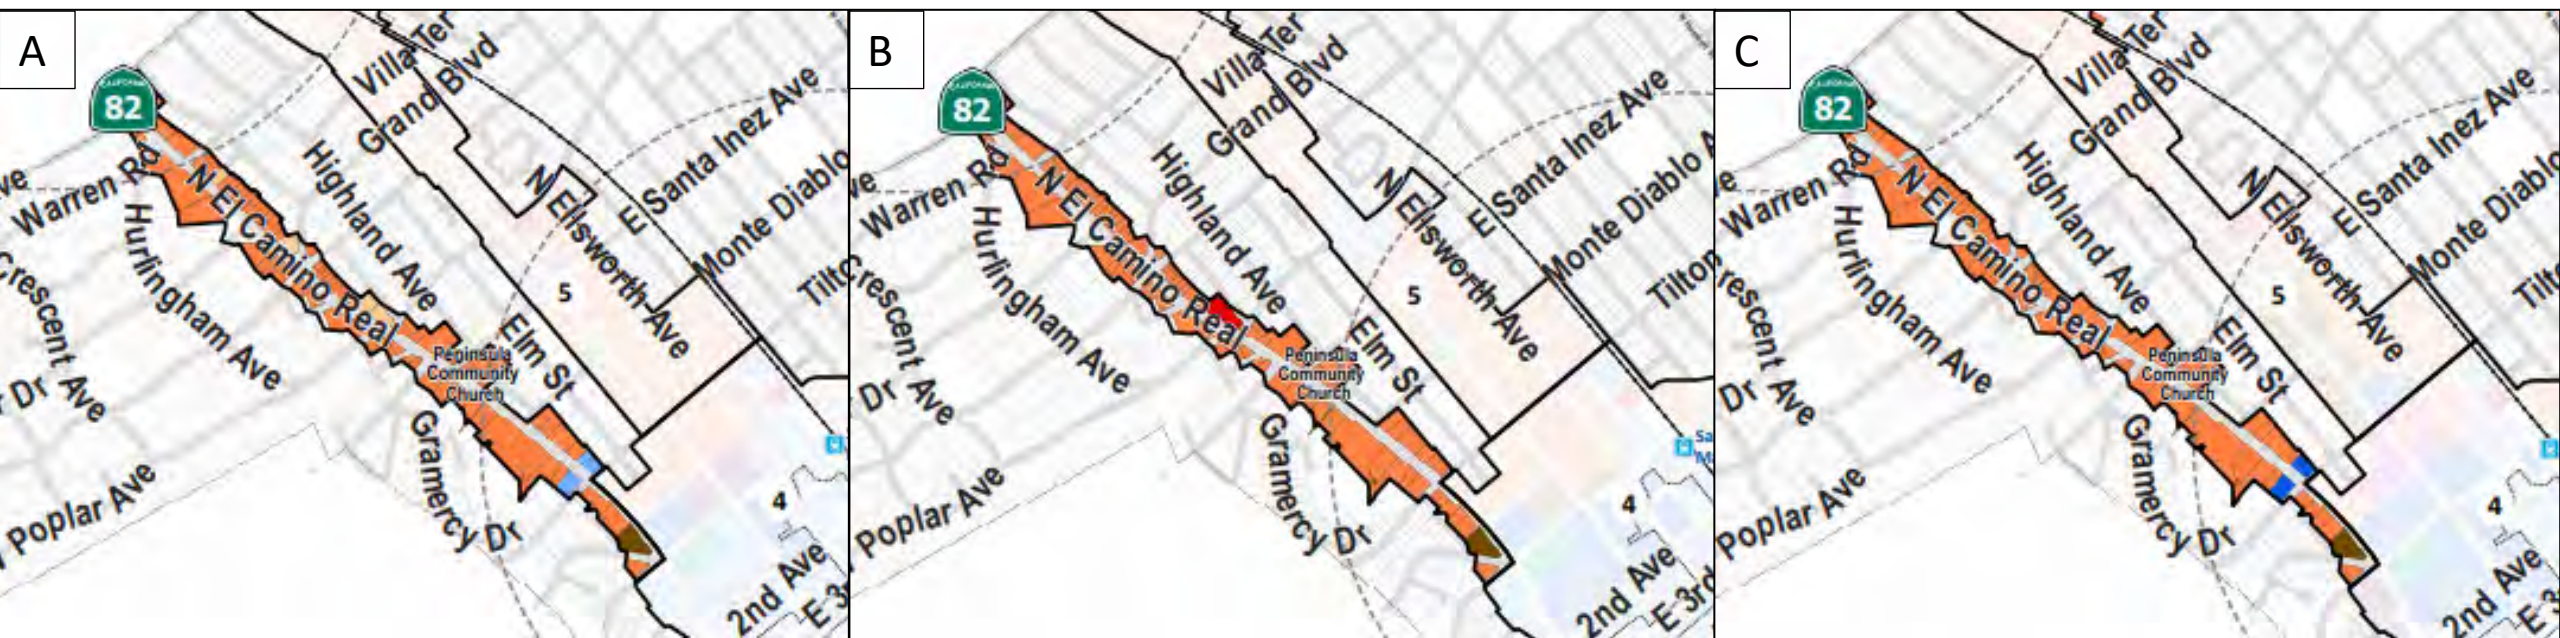 A
CALIFORNIA
82
Villa Ter
Grand Blvd
E Santa Inez Ave
Monte Diablo
Warren Rd
N El Camino Real
Highland Ave
N Ellsworth Ave
Hurlingham Ave
Crescent Ave
5
Elm St
Peninsula
Community
Church
Dr
Gramercy Dr
Poplar Ave
4
2nd Ave
B
CALIFORNIA
82
Villa Ter
Grand Blvd
E Santa Inez Ave
Monte Diablo A
Tilton
Warren Rd
N El Camino Real
Highland Ave
N Ellsworth Ave
Hurlingham Ave
crescent Ave
5
Elm St
Peninsula
Community
Church
Dr
Gramercy Dr
Poplar Ave
4
2nd Ave
E 3rd
C
CALIFORNIA
82
Villa Ter
Grand Blvd
E Santa Inez Ave
Monte Diablo
Warren Rd
N El Camino Real
Highland Ave
N Ellsworth Ave
Hurlingham Ave
rescent Ave
5
Elm St
Peninsula
Community
Church
Dr
Gramercy Dr
Poplar Ave
4
2nd Ave